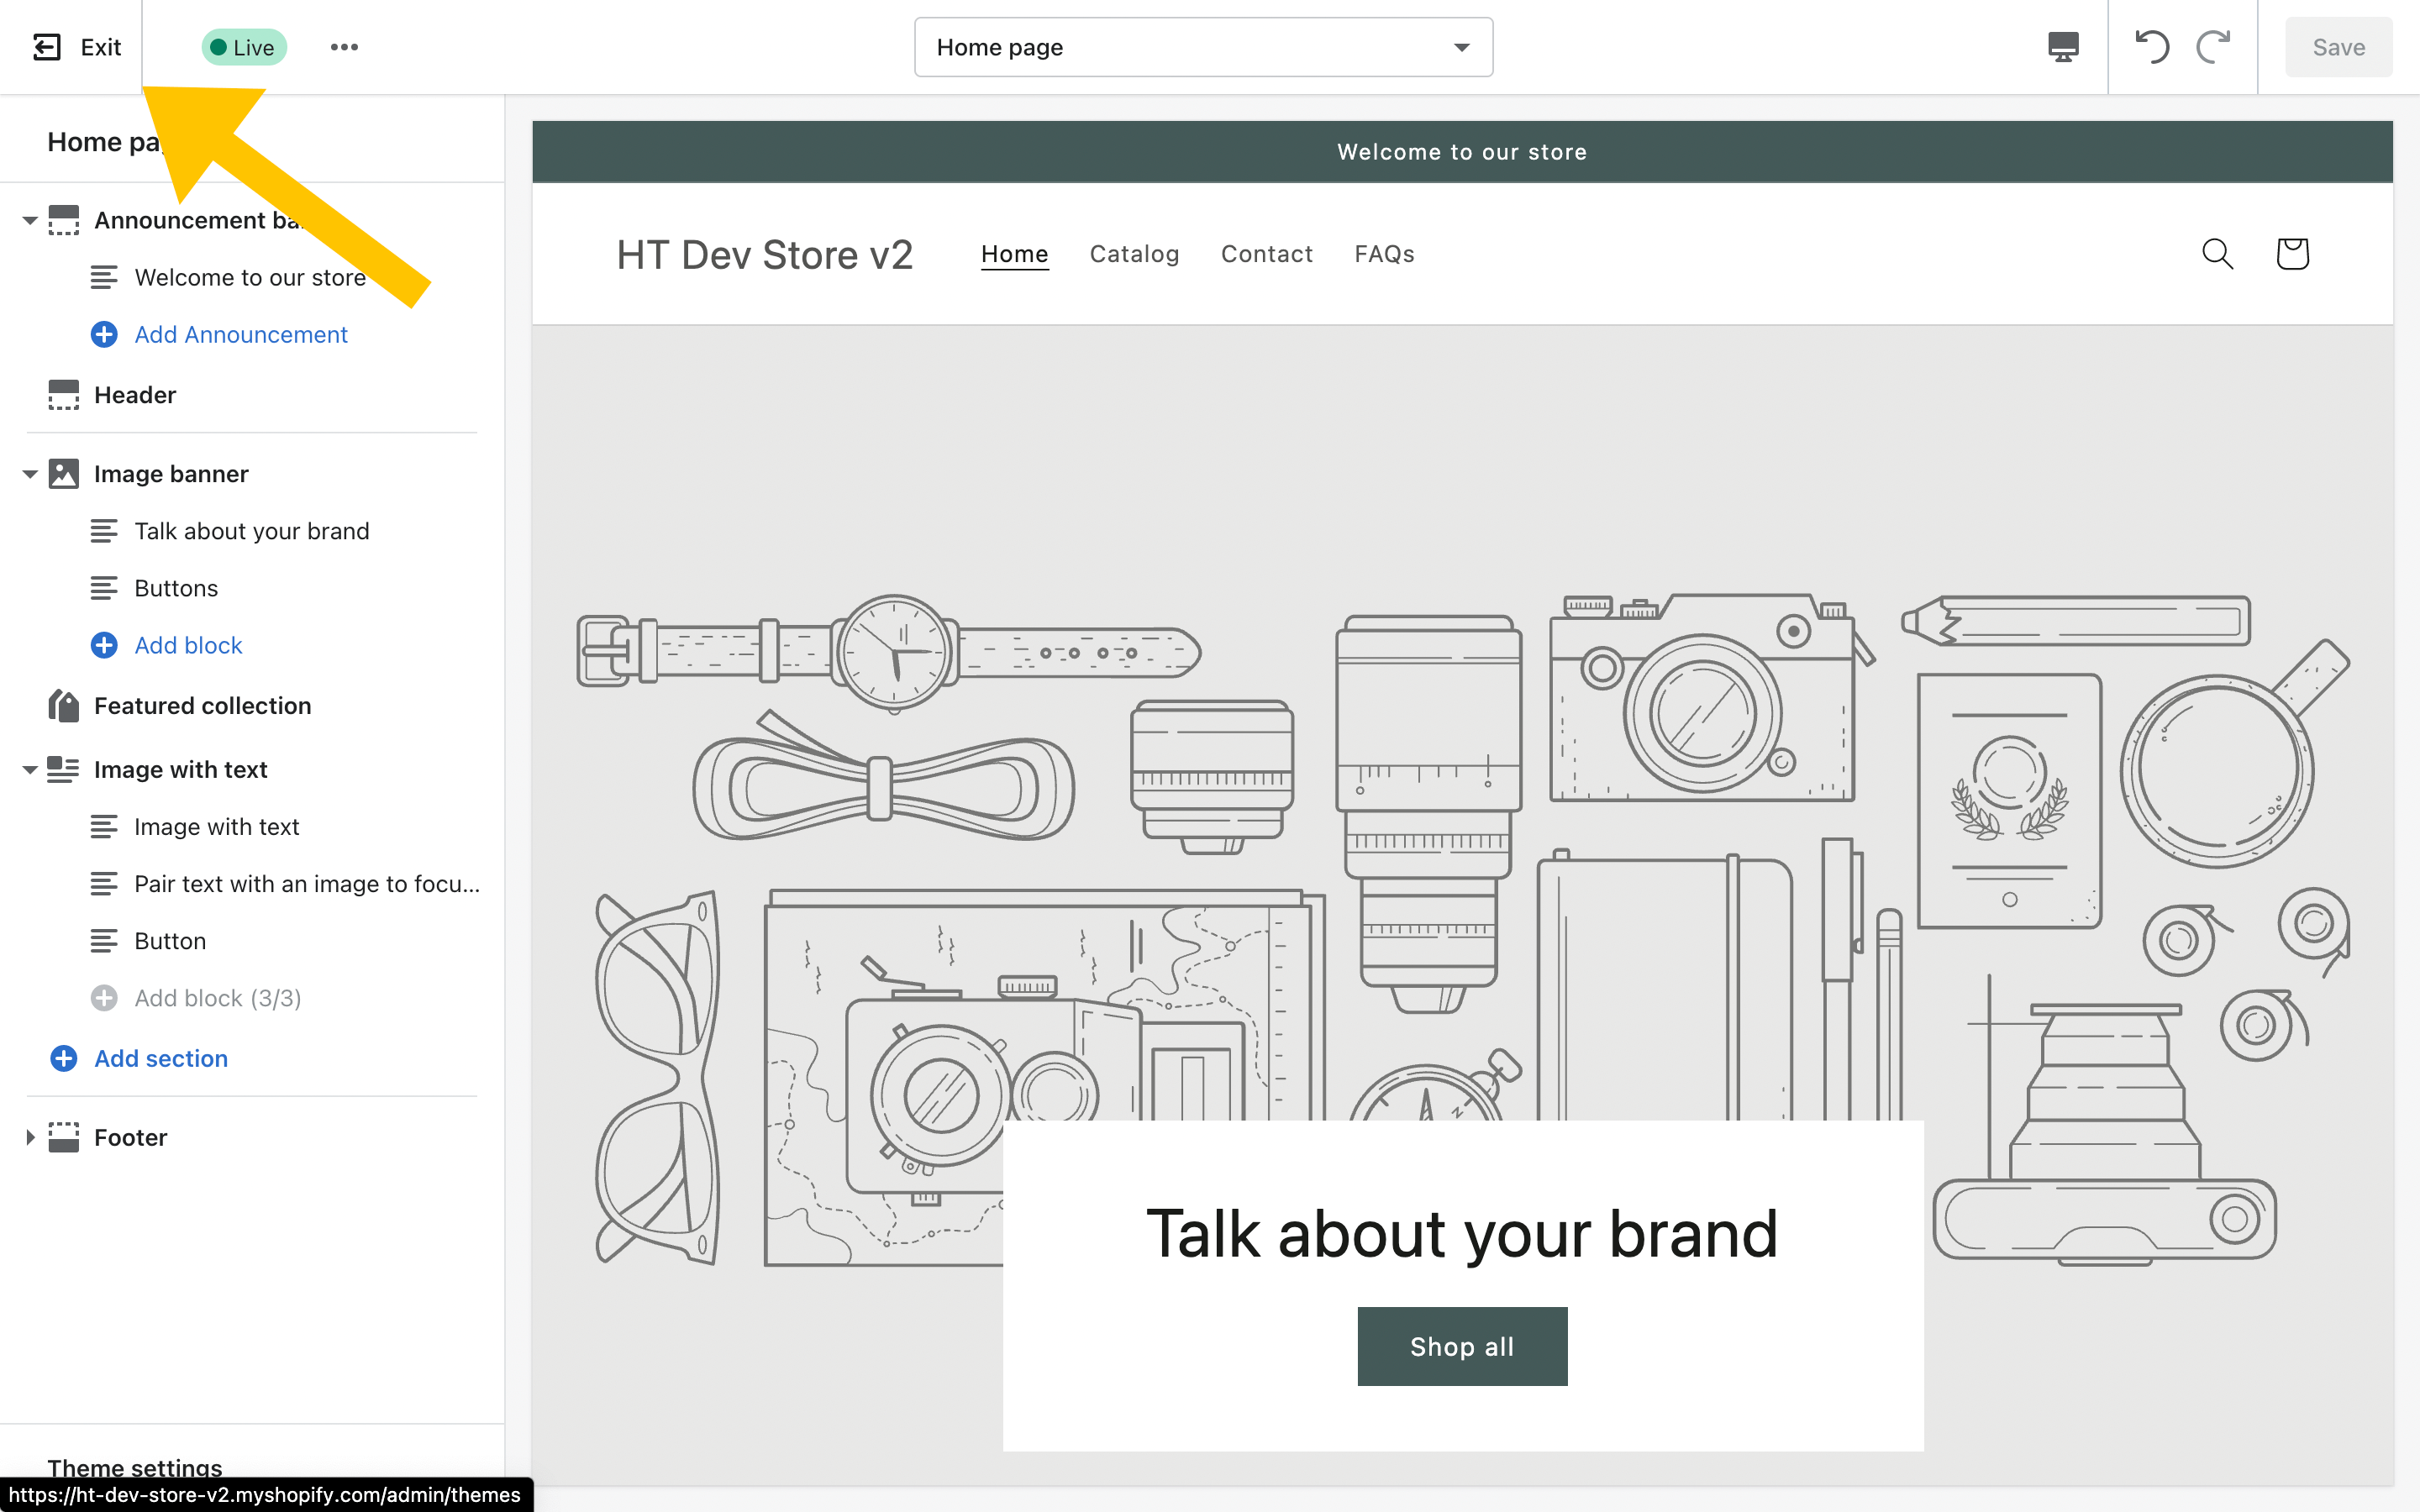 Exit
Live
Home page
Save
Home pa
Announcement ba
Welcome to our store
Add Announcement
Header
Image banner
Talk about your brand
Buttons
Add block
Featured collection
Image with text
Image with text
Pair text with an image to focu...
Button
Add block (3/3)
Add section
Footer
Theme settings
https://ht-dev-store-v2.myshopify.com/admin/themes
Welcome to our store
HT Dev Store v2
Home
Catalog
Contact
FAQs
Talk about your brand
Shop all